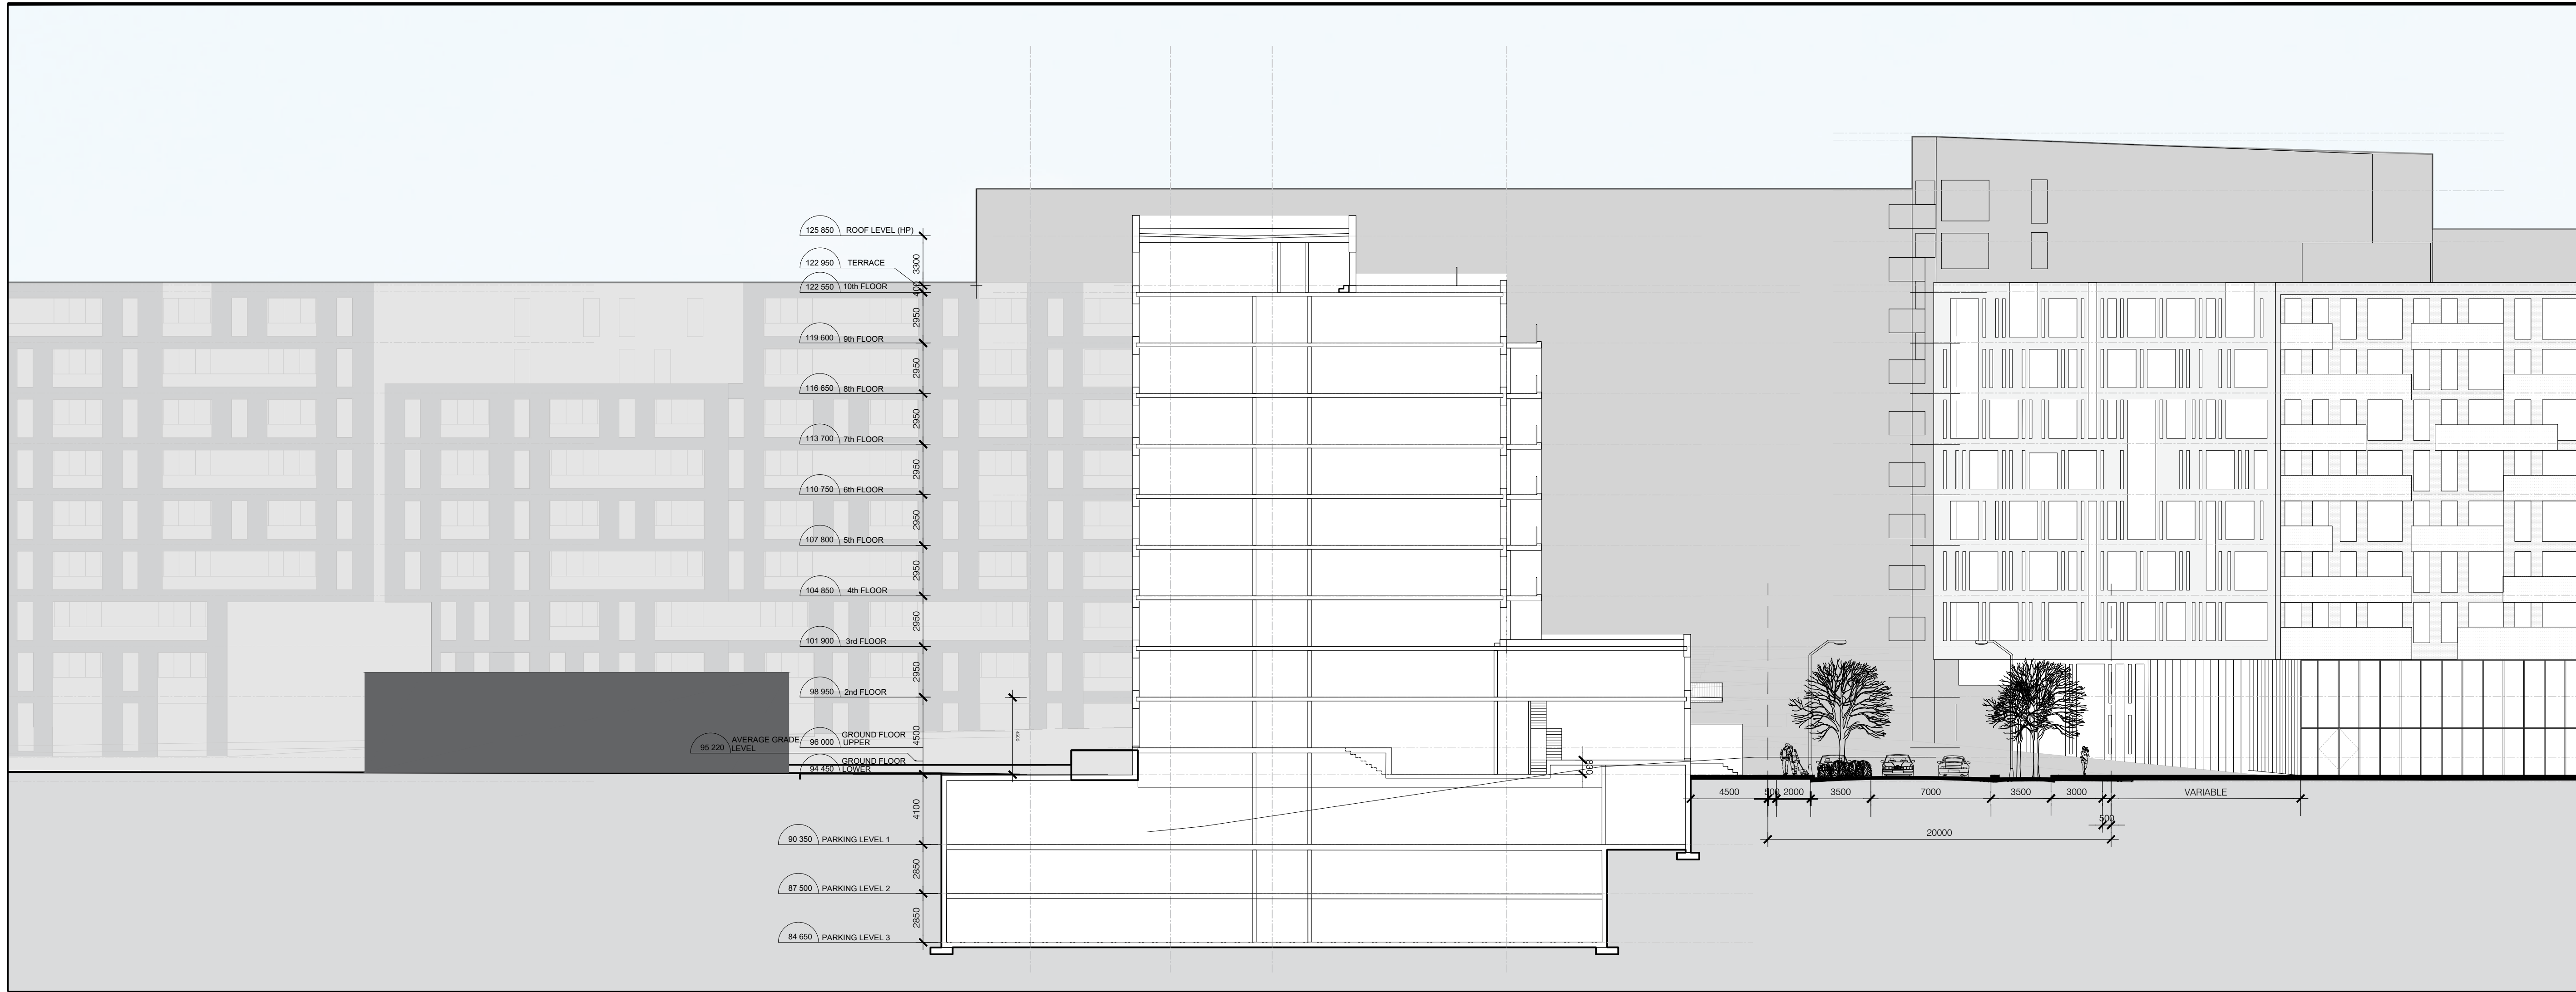 125 850 ROOF LEVEL (HP)
3300
122 950 TERRACE
400
122 550 10th FLOOR
2950
119 600 9th FLOOR
2950
116 650 8th FLOOR
2950
113 700 7th FLOOR
2950
110 750 6th FLOOR
2950
107 800 5th FLOOR
2950
104 850 4th FLOOR
2950
101 900 3rd FLOOR
2950
98 950 2nd FLOOR
4500
4500
95 220 AVERAGE GRADE
LEVEL
96 000 GROUND FLOOR
UPPER
94 450 GROUND FLOOR
LOWER
830
4100
90 350 PARKING LEVEL 1
2850
87 500 PARKING LEVEL 2
2850
84 650 PARKING LEVEL 3
4500 500 2000 3500 7000 3500 3000 VARIABLE
500
20000